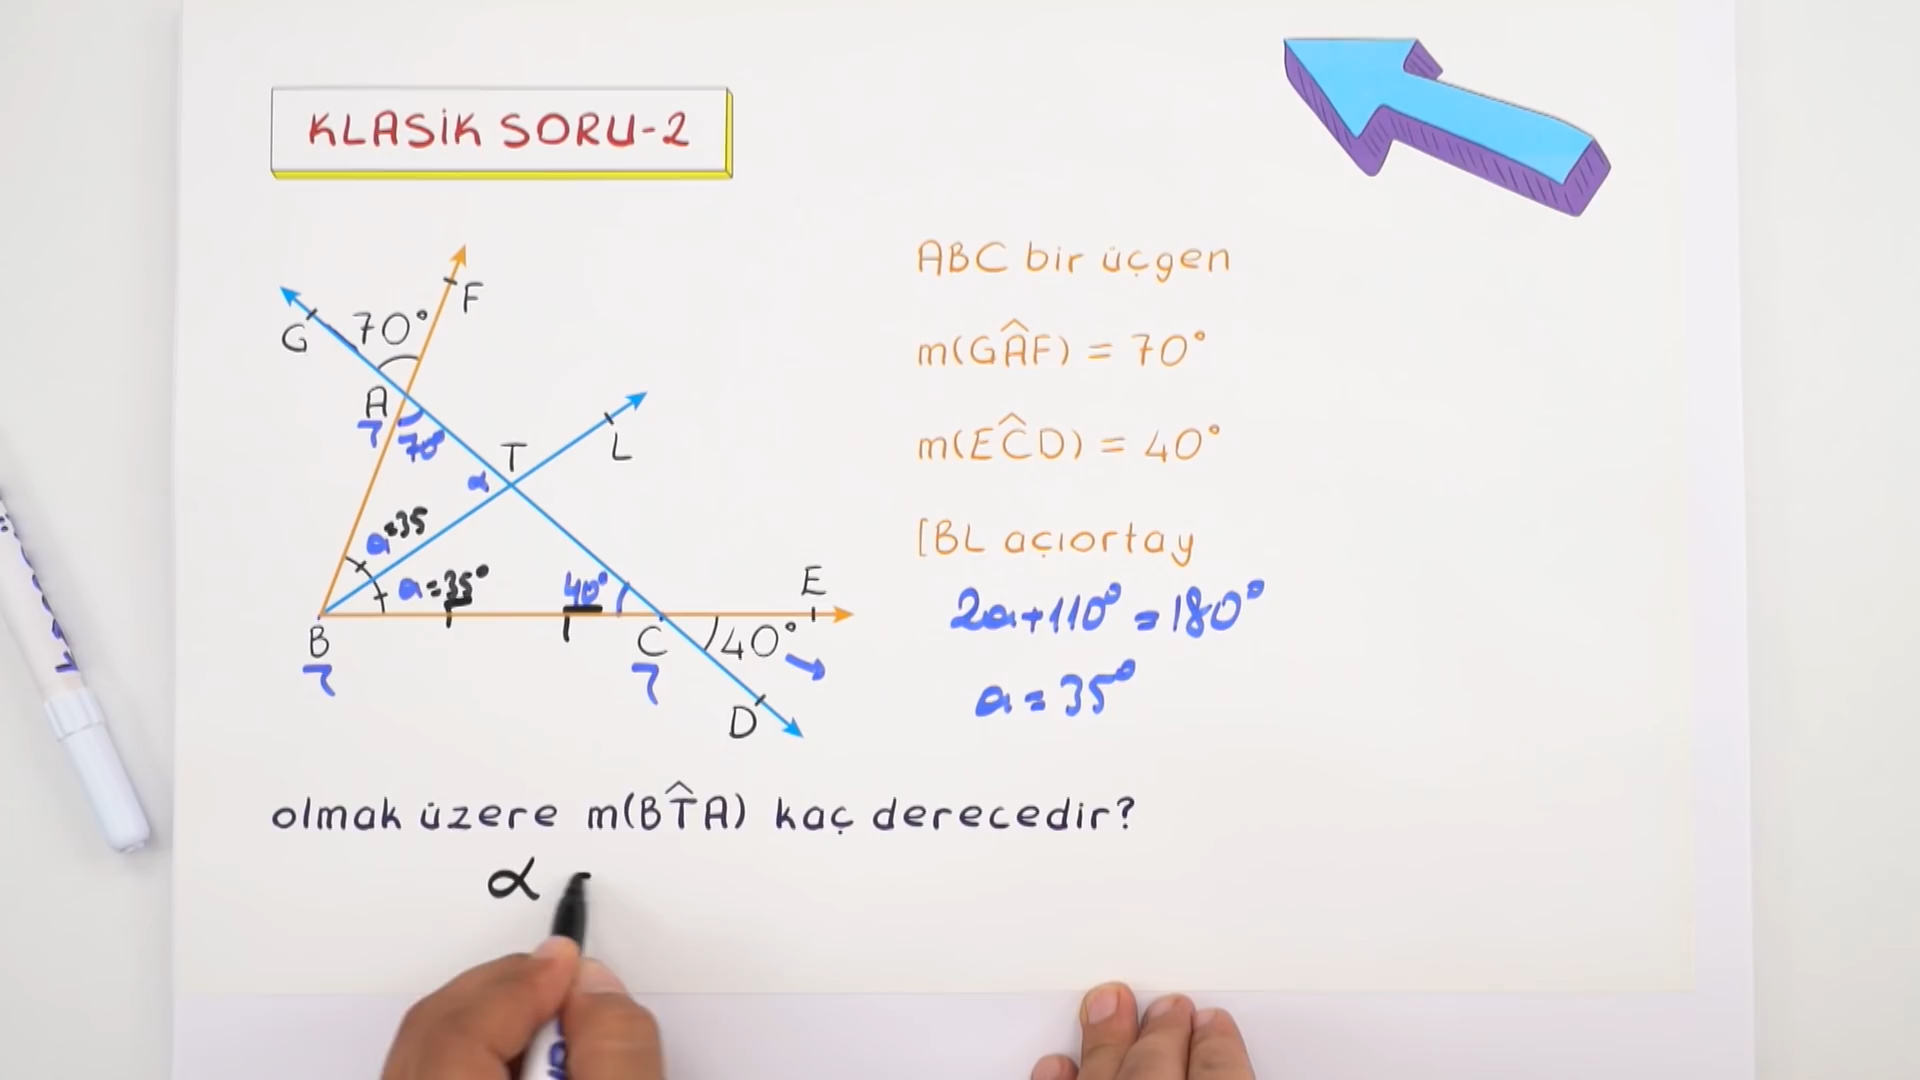 KLASİK SORU-2
F
G 70°
A
70°
T
L
α
a=35
a=35°
40°
E
B
C
40°
D
ABC bir üçgen
m(GÂF) = 70°
m(EĈD) = 40°
[BL açıortay
2a+110°=180°
a=35°
olmak üzere m(BT̂A) kaç derecedir?
α